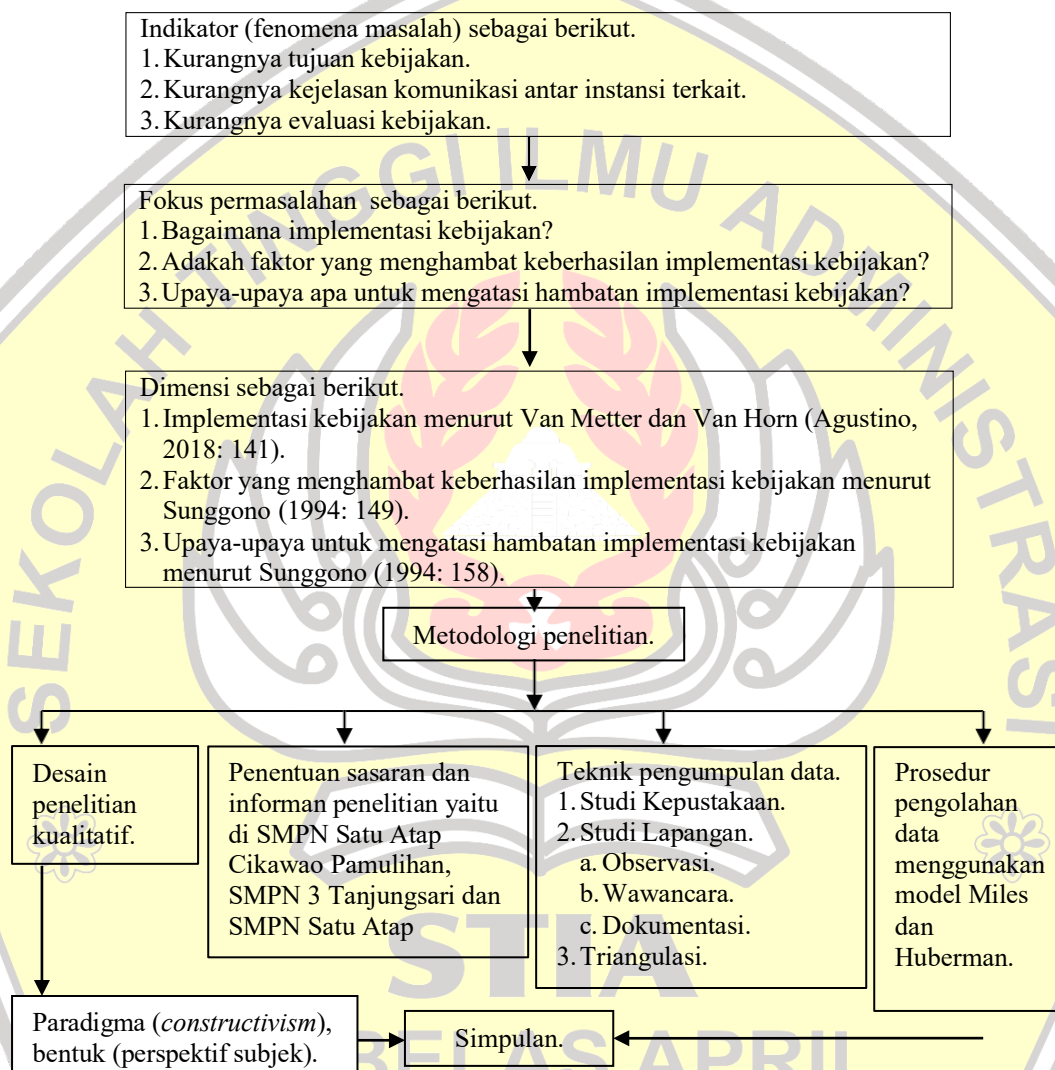 Indikator (fenomena masalah) sebagai berikut.
1. Kurangnya tujuan kebijakan.
2. Kurangnya kejelasan komunikasi antar instansi terkait.
3. Kurangnya evaluasi kebijakan.
Fokus permasalahan sebagai berikut.
1. Bagaimana implementasi kebijakan?
2. Adakah faktor yang menghambat keberhasilan implementasi kebijakan?
3. Upaya-upaya apa untuk mengatasi hambatan implementasi kebijakan?
Dimensi sebagai berikut.
1. Implementasi kebijakan menurut Van Metter dan Van Horn (Agustino,
2018: 141).
2. Faktor yang menghambat keberhasilan implementasi kebijakan menurut
Sunggono (1994: 149).
3. Upaya-upaya untuk mengatasi hambatan implementasi kebijakan
menurut Sunggono (1994: 158).
Metodologi penelitian.
Desain
penelitian
kualitatif.
Penentuan sasaran dan
informan penelitian yaitu
di SMPN Satu Atap
Cikawao Pamulihan,
SMPN 3 Tanjungsari dan
SMPN Satu Atap
Teknik pengumpulan data.
1. Studi Kepustakaan.
2. Studi Lapangan.
a. Observasi.
b. Wawancara.
c. Dokumentasi.
3. Triangulasi.
Prosedur
pengolahan
data
menggunakan
model Miles
dan
Huberman.
Paradigma (constructivism),
bentuk (perspektif subjek).
Simpulan.
SEKOLAH TINGGI ILMU ADMINISTRASI
STIA
BELAS APRIL